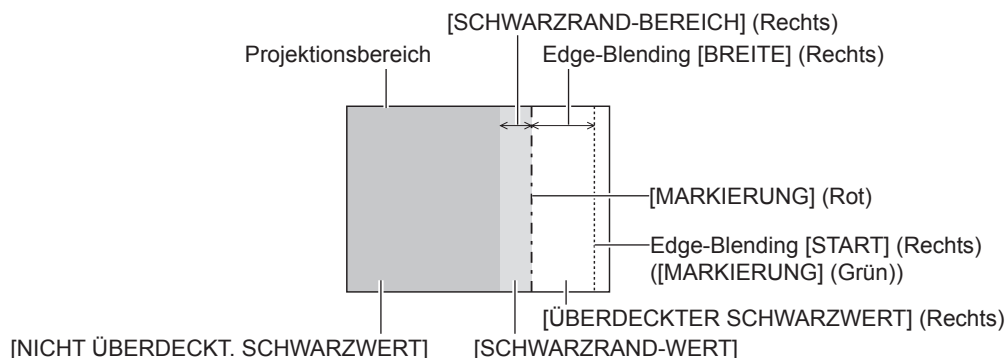 [SCHWARZRAND-BEREICH] (Rechts)
Projektionsbereich
Edge-Blending [BREITE] (Rechts)
[MARKIERUNG] (Rot)
Edge-Blending [START] (Rechts)
([MARKIERUNG] (Grün))
[ÜBERDECKTER SCHWARZWERT] (Rechts)
[NICHT ÜBERDECKT. SCHWARZWERT]
[SCHWARZRAND-WERT]